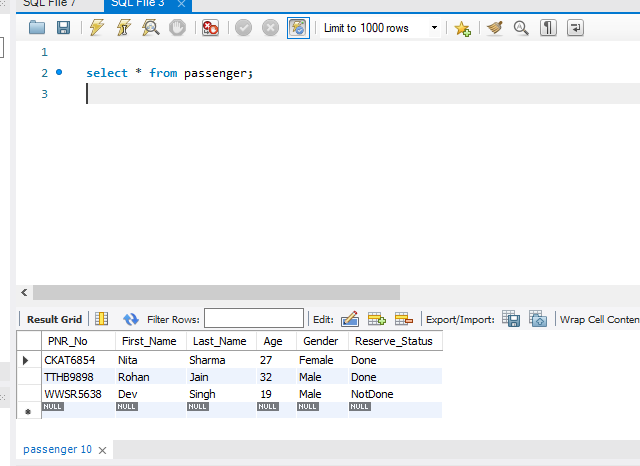 SQL File 7 SQL File 3
Limit to 1000 rows
1
2 select * from passenger;
3
Result Grid Filter Rows: Edit: Export/Import: Wrap Cell Conten
PNR_No First_Name Last_Name Age Gender Reserve_Status
CKAT6854 Nita Sharma 27 Female Done
TTHB9898 Rohan Jain 32 Male Done
WWSR5638 Dev Singh 19 Male NotDone
NULL NULL NULL NULL NULL NULL
passenger 10